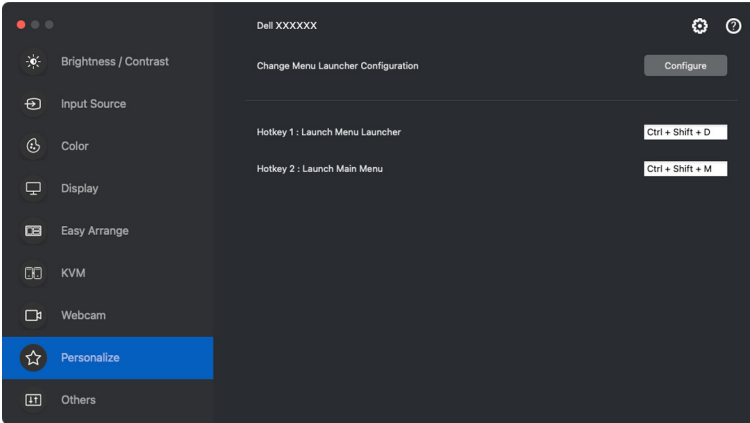 Dell XXXXXX
Brightness / Contrast
Change Menu Launcher Configuration
Configure
Input Source
Hotkey 1 : Launch Menu Launcher
Ctrl + Shift + D
Color
Hotkey 2 : Launch Main Menu
Ctrl + Shift + M
Display
Easy Arrange
KVM
Webcam
Personalize
Others